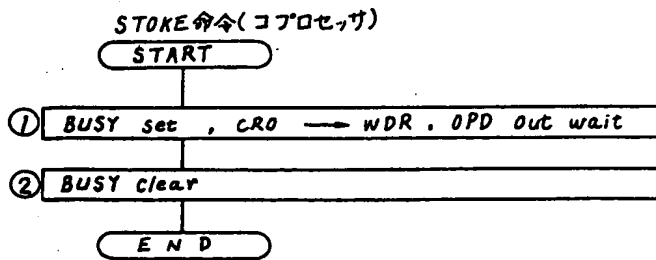 STOKE命令(コプロセッサ)
START
① BUSY set , CR0 → WDR . OPD Out wait
② BUSY Clear
END